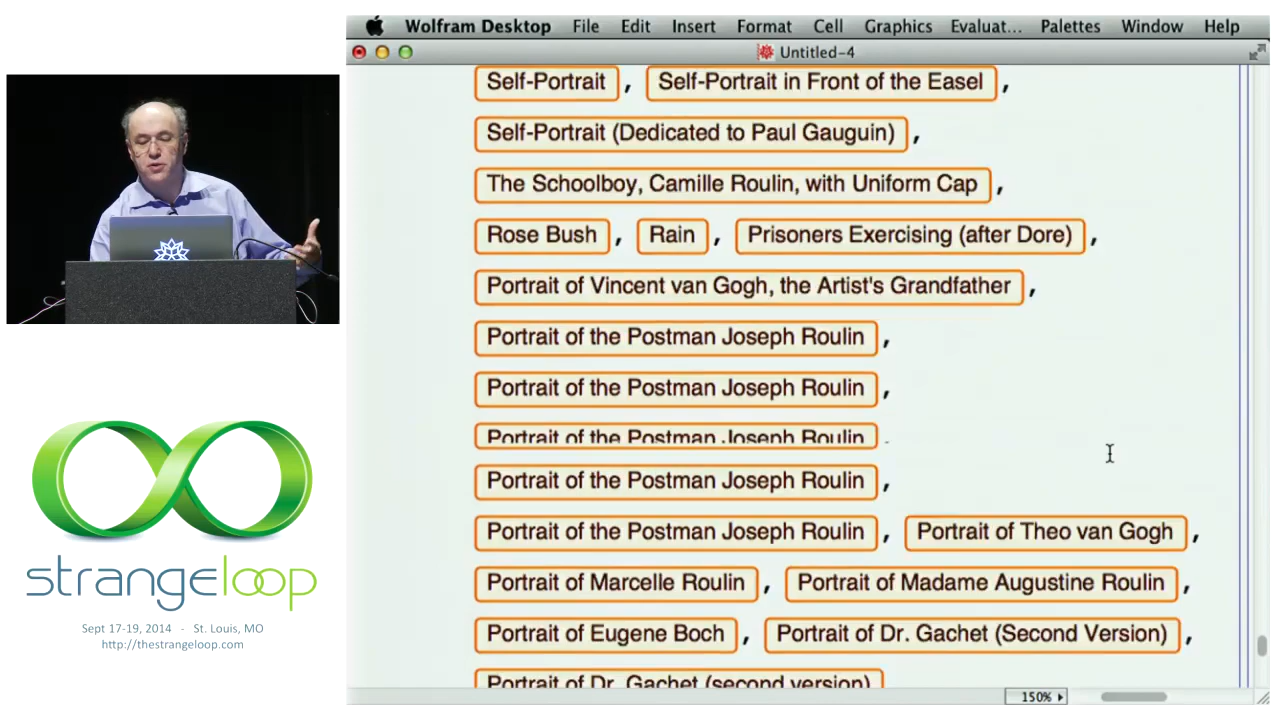 Wolfram Desktop File Edit Insert Format Cell Graphics Evaluat... Palettes Window Help
Untitled-4
Self-Portrait , Self-Portrait in Front of the Easel ,
Self-Portrait (Dedicated to Paul Gauguin) ,
The Schoolboy, Camille Roulin, with Uniform Cap ,
Rose Bush , Rain , Prisoners Exercising (after Dore) ,
Portrait of Vincent van Gogh, the Artist's Grandfather ,
Portrait of the Postman Joseph Roulin ,
Portrait of the Postman Joseph Roulin ,
Portrait of the Postman Joseph Roulin ,
Portrait of the Postman Joseph Roulin ,
Portrait of the Postman Joseph Roulin , Portrait of Theo van Gogh ,
Portrait of Marcelle Roulin , Portrait of Madame Augustine Roulin ,
Portrait of Eugene Boch , Portrait of Dr. Gachet (Second Version) ,
Portrait of Dr. Gachet (second version)
150%
strangeloop
Sept 17-19, 2014 - St. Louis, MO
http://thestrangeloop.com